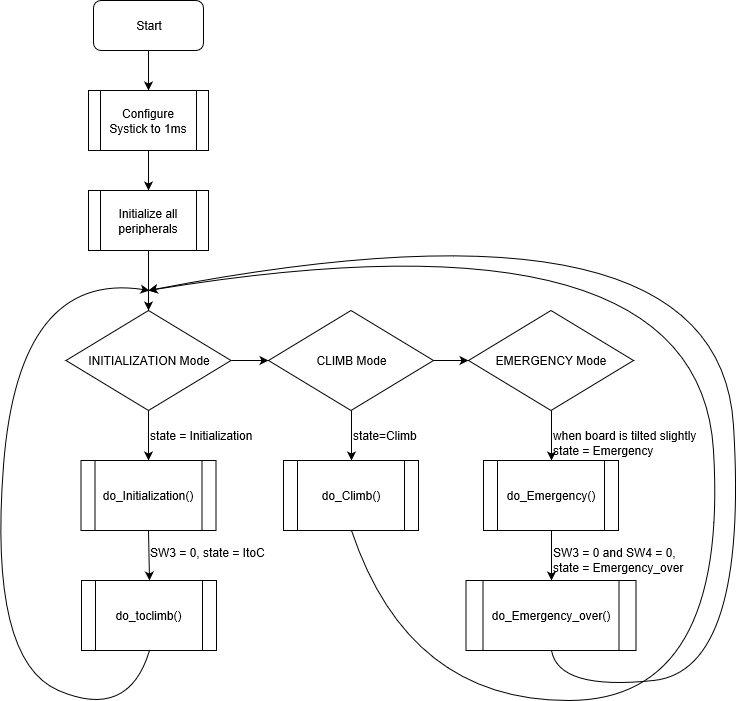 Start
Configure
Systick to 1ms
Initialize all
peripherals
INITIALIZATION Mode
CLIMB Mode
EMERGENCY Mode
state = Initialization
state=Climb
when board is tilted slightly
state = Emergency
do_Initialization()
do_Climb()
do_Emergency()
SW3 = 0, state = ItoC
SW3 = 0 and SW4 = 0,
state = Emergency_over
do_toclimb()
do_Emergency_over()